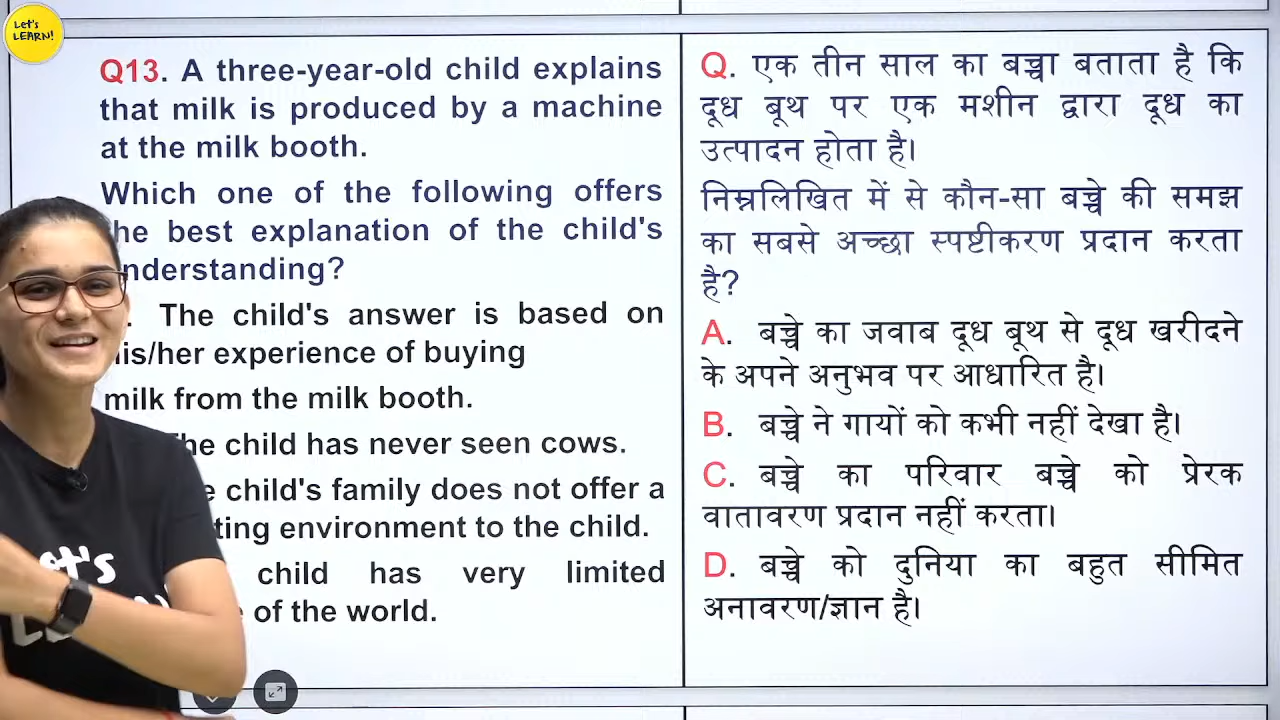 Let's
LEARN!
Q13. A three-year-old child explains
that milk is produced by a machine
at the milk booth.
Which one of the following offers
the best explanation of the child's
understanding?
The child's answer is based on
his/her experience of buying
milk from the milk booth.
The child has never seen cows.
child's family does not offer a
environment to the child.
child has very limited
of the world.
Q. एक तीन साल का बच्चा बताता है कि
दूध बूथ पर एक मशीन द्वारा दूध का
उत्पादन होता है।
निम्नलिखित में से कौन-सा बच्चे की समझ
का सबसे अच्छा स्पष्टीकरण प्रदान करता
है?
A. बच्चे का जवाब दूध बूथ से दूध खरीदने
के अपने अनुभव पर आधारित है।
B. बच्चे ने गायों को कभी नहीं देखा है।
C. बच्चे का परिवार बच्चे को प्रेरक
वातावरण प्रदान नहीं करता।
D. बच्चे को दुनिया का बहुत सीमित
अनावरण/ज्ञान है।